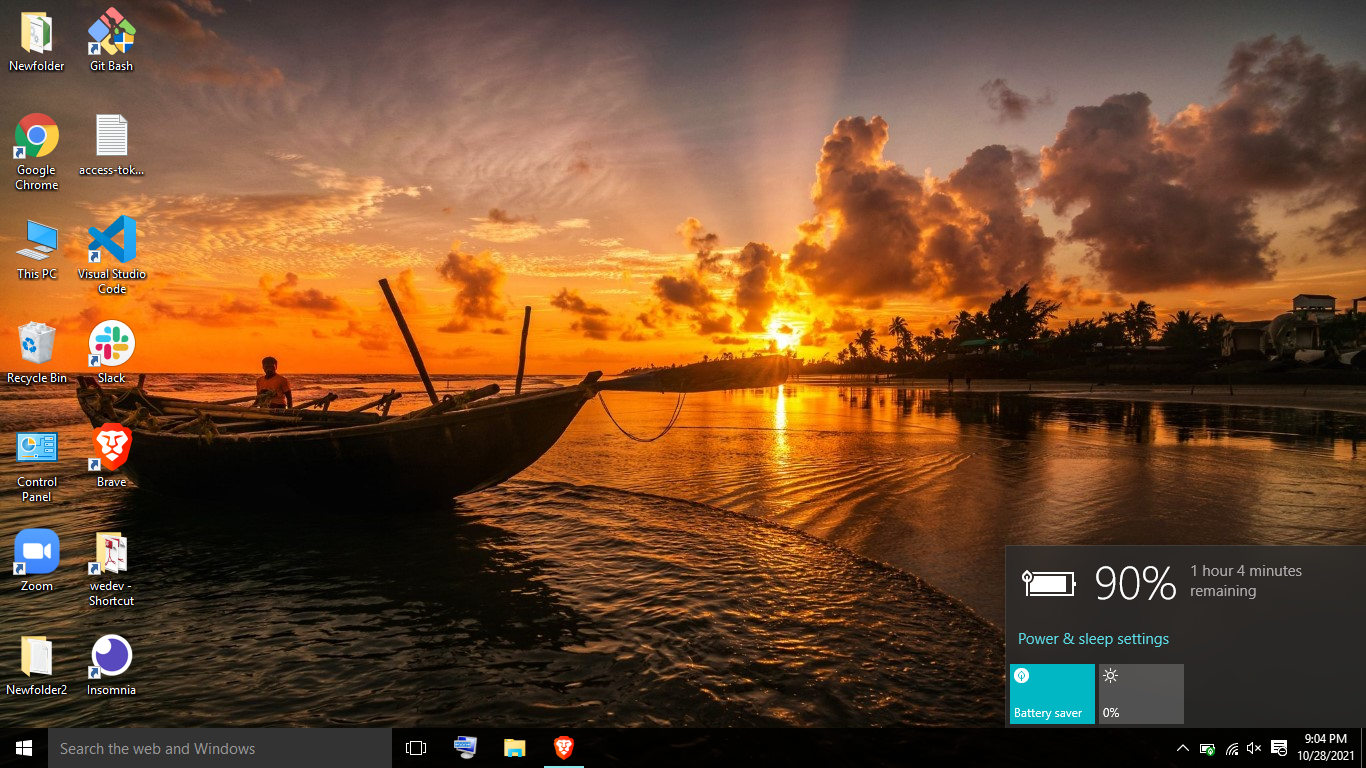 Newfolder
Git Bash
Google
Chrome
access-tok...
This PC
Visual Studio
Code
Recycle Bin
Slack
Control
Panel
Brave
Zoom
wedev -
Shortcut
Newfolder2
Insomnia
90%
1 hour 4 minutes
remaining
Power & sleep settings
Battery saver
0%
Search the web and Windows
9:04 PM
10/28/2021